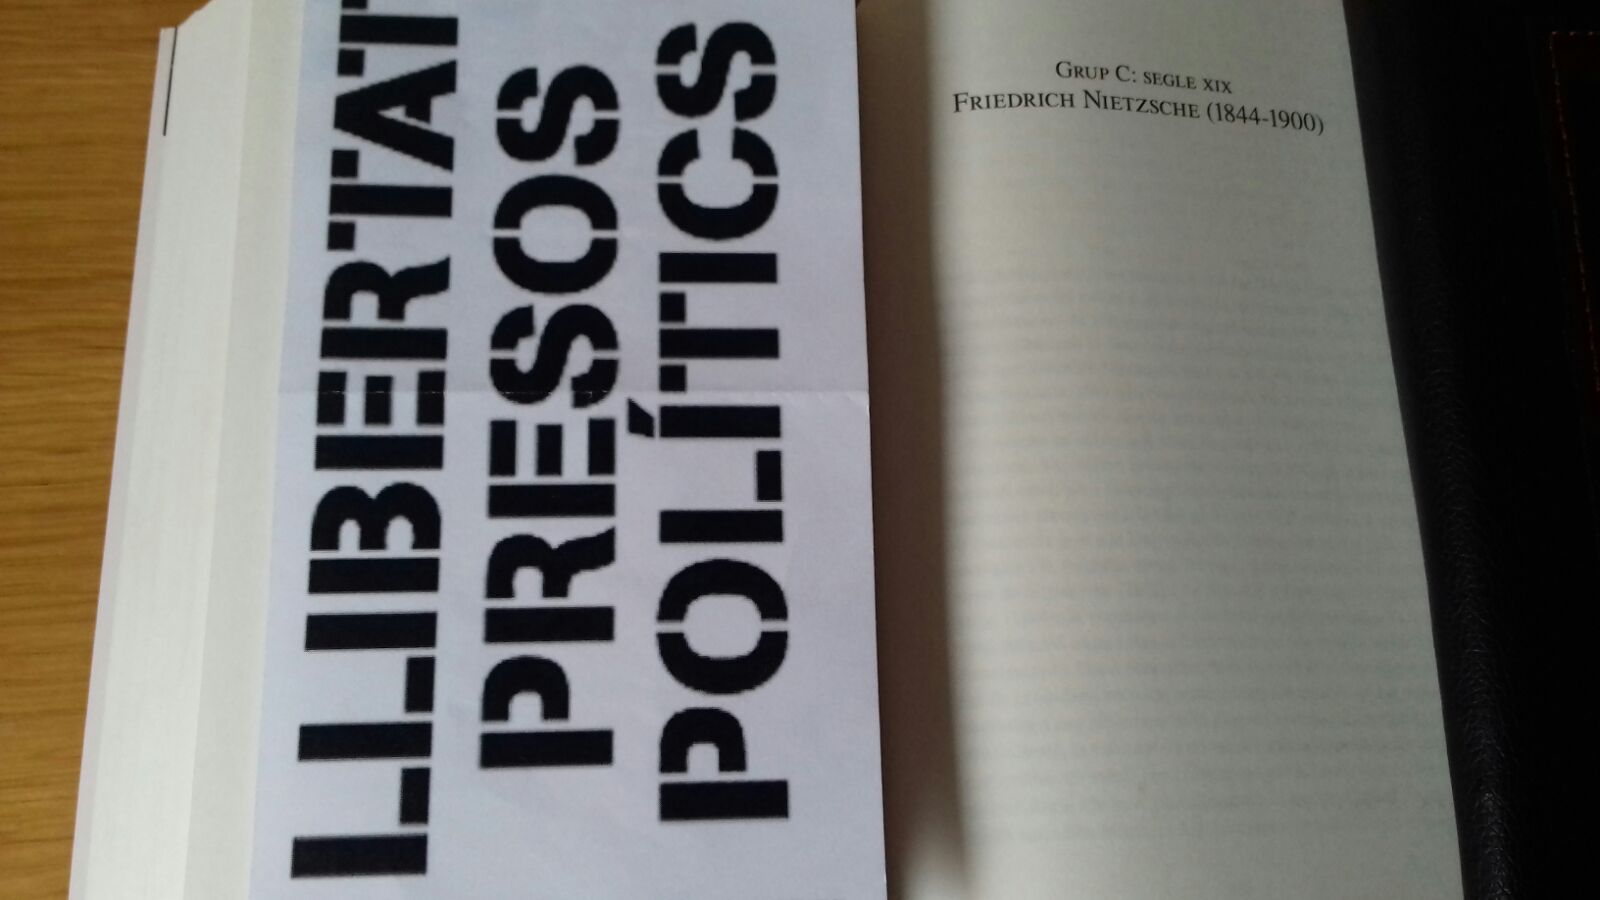 LLIBERTAT
PRESOS
POLÍTICS
GRUP C: SEGLE XIX
FRIEDRICH NIETZSCHE (1844-1900)